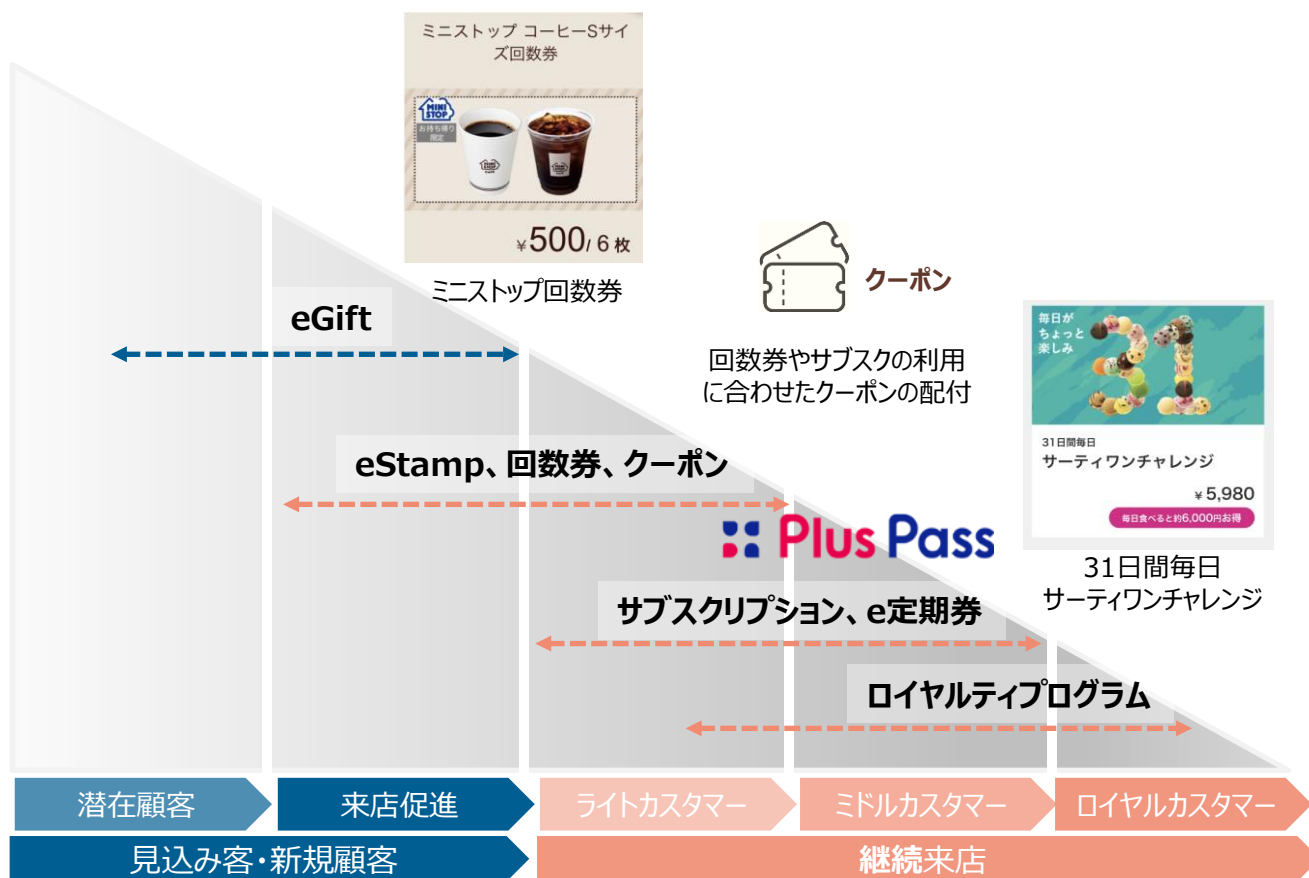 ミニストップ コーヒーSサイ
ズ回数券
MINI
STOP
お持ち帰り
限定
¥500/ 6 枚
ミニストップ回数券
クーポン
回数券やサブスクの利用
に合わせたクーポンの配付
毎日が
ちょっと
楽しみ
31
31日間毎日
サーティワンチャレンジ
¥ 5,980
毎日食べると約6,000円お得
31日間毎日
サーティワンチャレンジ
eGift
eStamp、回数券、クーポン
Plus Pass
サブスクリプション、e定期券
ロイヤルティプログラム
潜在顧客
来店促進
ライトカスタマー
ミドルカスタマー
ロイヤルカスタマー
見込み客・新規顧客
継続来店